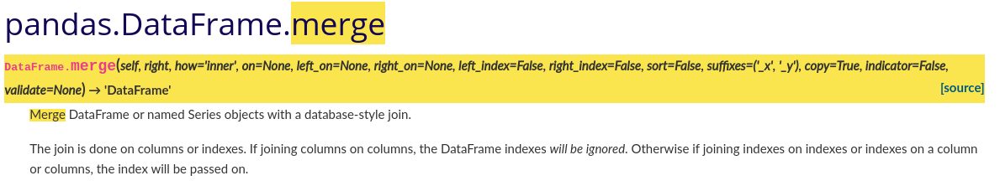 pandas.DataFrame.merge
DataFrame.merge(self, right, how='inner', on=None, left_on=None, right_on=None, left_index=False, right_index=False, sort=False, suffixes=('_x', '_y'), copy=True, indicator=False,
validate=None) → 'DataFrame' [source]
Merge DataFrame or named Series objects with a database-style join.
The join is done on columns or indexes. If joining columns on columns, the DataFrame indexes will be ignored. Otherwise if joining indexes on indexes or indexes on a column
or columns, the index will be passed on.